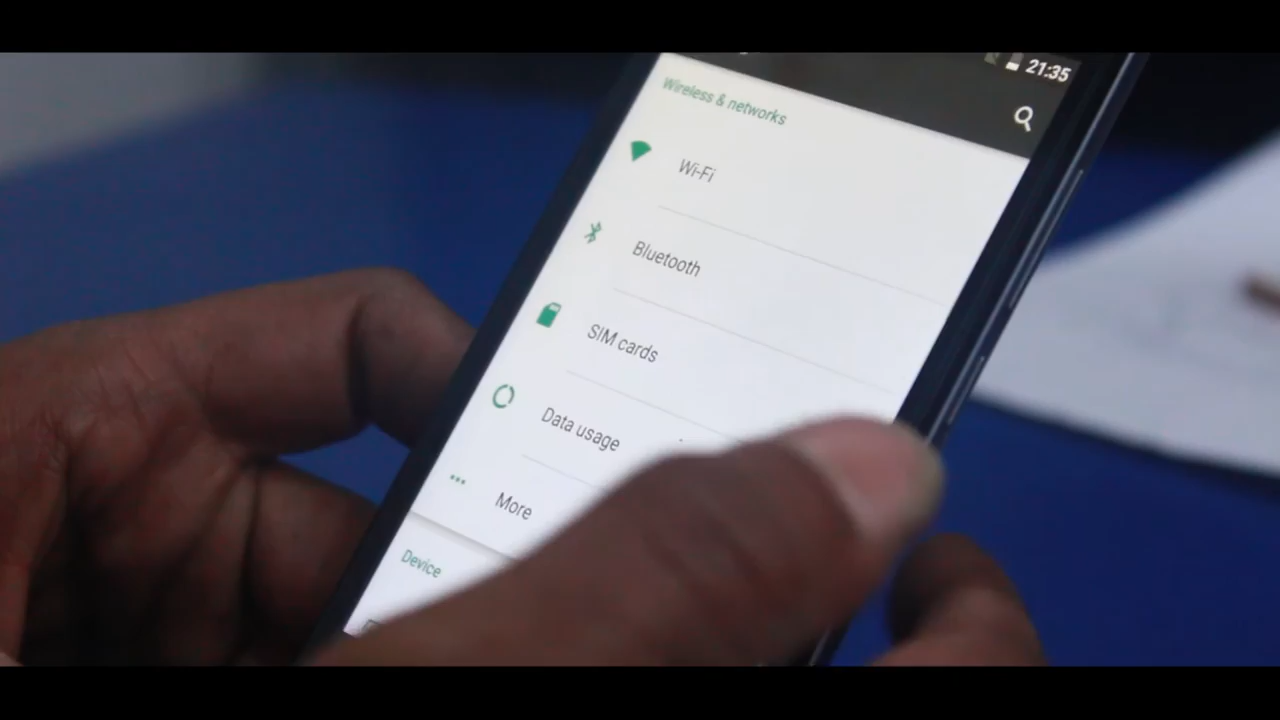 21:35
Wireless & networks
Wi-Fi
Bluetooth
SIM cards
Data usage
More
Device